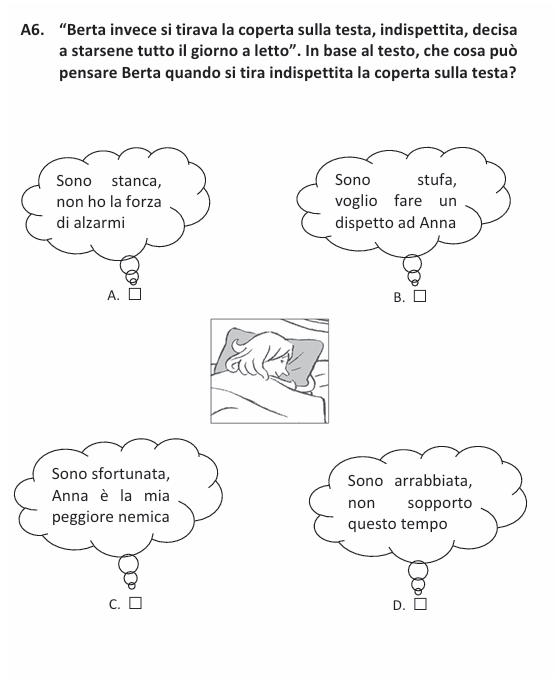 A6. “Berta invece si tirava la coperta sulla testa, indispettita, decisa
a starsene tutto il giorno a letto”. In base al testo, che cosa può
pensare Berta quando si tira indispettita la coperta sulla testa?
Sono stanca,
non ho la forza
di alzarmi
A. □
Sono stufa,
voglio fare un
dispetto ad Anna
B. □
Sono sfortunata,
Anna è la mia
peggiore nemica
C. □
Sono arrabbiata,
non sopporto
questo tempo
D. □